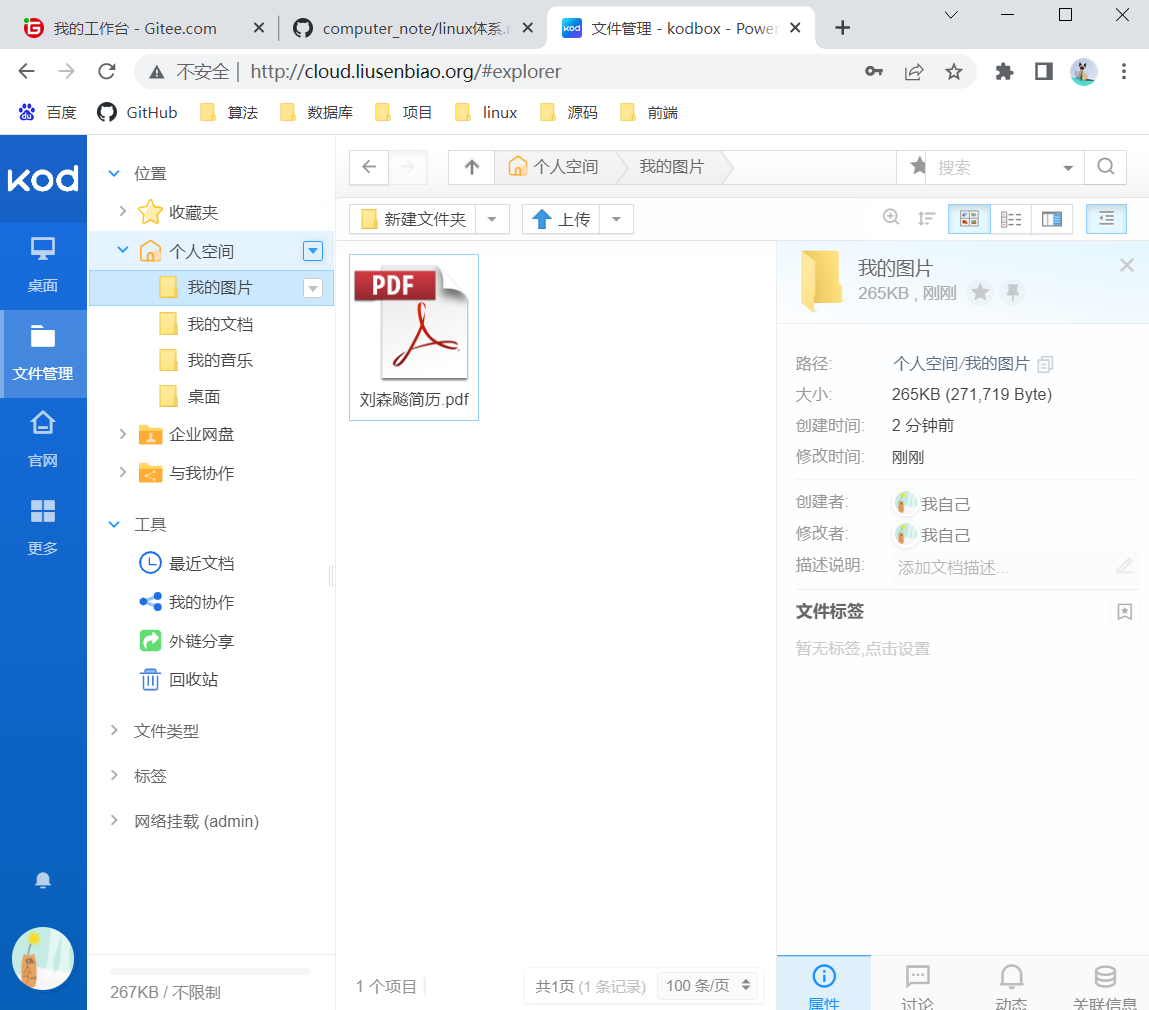 我的工作台 - Gitee.com
computer_note/linux体系.
文件管理 - kodbox - Power
不安全 | http://cloud.liusenbiao.org/#explorer
百度
GitHub
算法
数据库
项目
linux
源码
前端
kod
桌面
文件管理
官网
更多
位置
收藏夹
个人空间
我的图片
我的文档
我的音乐
桌面
企业网盘
与我协作
工具
最近文档
我的协作
外链分享
回收站
文件类型
标签
网络挂载 (admin)
267KB / 不限制
个人空间 我的图片
搜索
新建文件夹
上传
PDF
刘森飚简历.pdf
1 个项目
共1页 (1 条记录)
100 条/页
我的图片
265KB , 刚刚
路径: 个人空间/我的图片
大小: 265KB (271,719 Byte)
创建时间: 2 分钟前
修改时间: 刚刚
创建者: 我自己
修改者: 我自己
描述说明: 添加文档描述...
文件标签
暂无标签,点击设置
属性
讨论
动态
关联信息